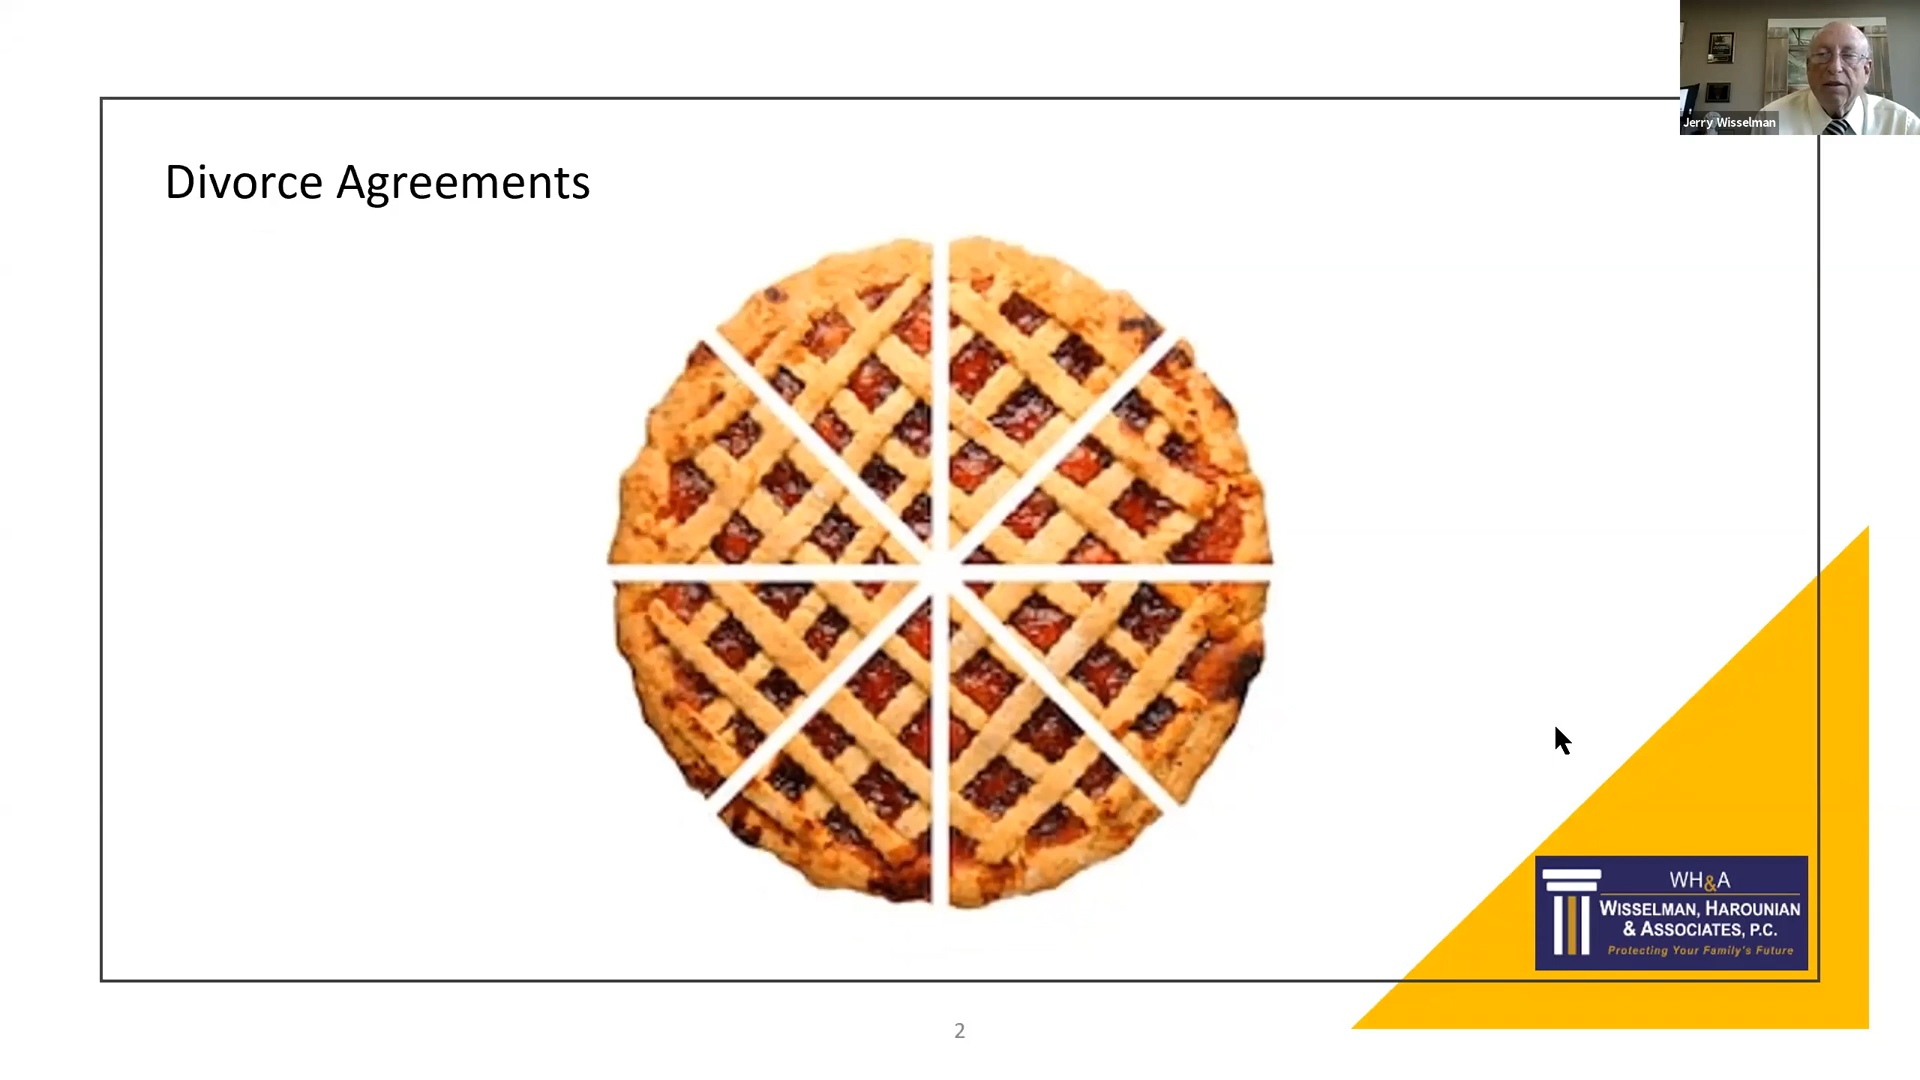 Jerry Wisselman
Divorce Agreements
WH&A
WISSELMAN, HAROUNIAN
& ASSOCIATES, P.C.
Protecting Your Family's Future
2